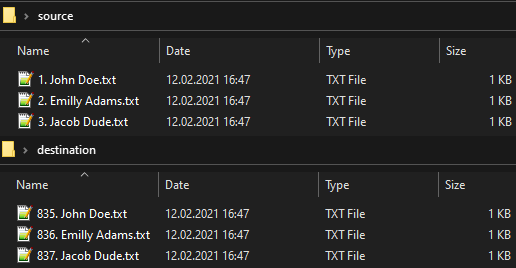 source
Name Date Type Size
1. John Doe.txt 12.02.2021 16:47 TXT File 1 KB
2. Emilly Adams.txt 12.02.2021 16:47 TXT File 1 KB
3. Jacob Dude.txt 12.02.2021 16:47 TXT File 1 KB
destination
Name Date Type Size
835. John Doe.txt 12.02.2021 16:47 TXT File 1 KB
836. Emilly Adams.txt 12.02.2021 16:47 TXT File 1 KB
837. Jacob Dude.txt 12.02.2021 16:47 TXT File 1 KB